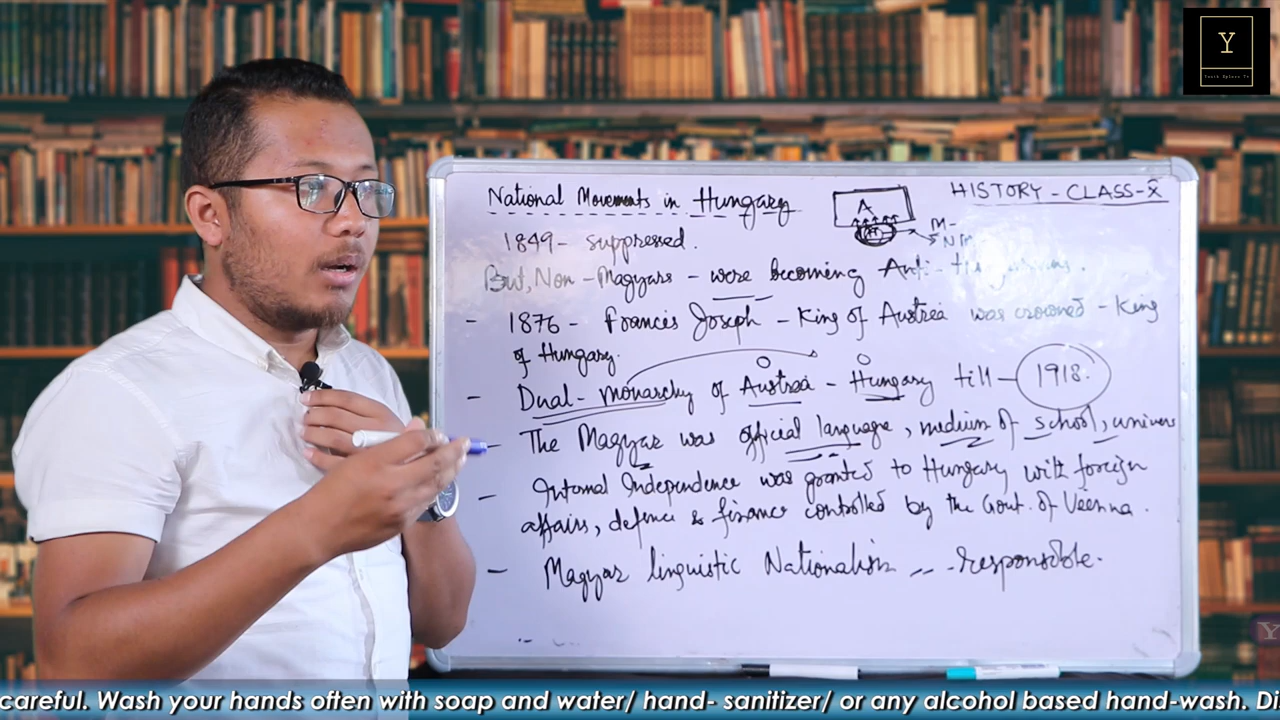 Y
HISTORY - CLASS - X
National Movements in Hungary
A
H
M -
N M
1849 - suppressed.
But, Non - Magyars - were becoming Anti -
- 1876 - Francis Joseph - King of Austria was crowned - King
of Hungary.
- Dual - Monarchy of Austria - Hungary till - 1918.
- The Magyar was official language, medium of school, univers
- Internal Independence was granted to Hungary with foreign
affairs, defence & finance controlled by the Govt. of Veenna.
- Magyar linguistic Nationalism -- - responsible.
careful. Wash your hands often with soap and water/ hand- sanitizer/ or any alcohol based hand-wash. Di